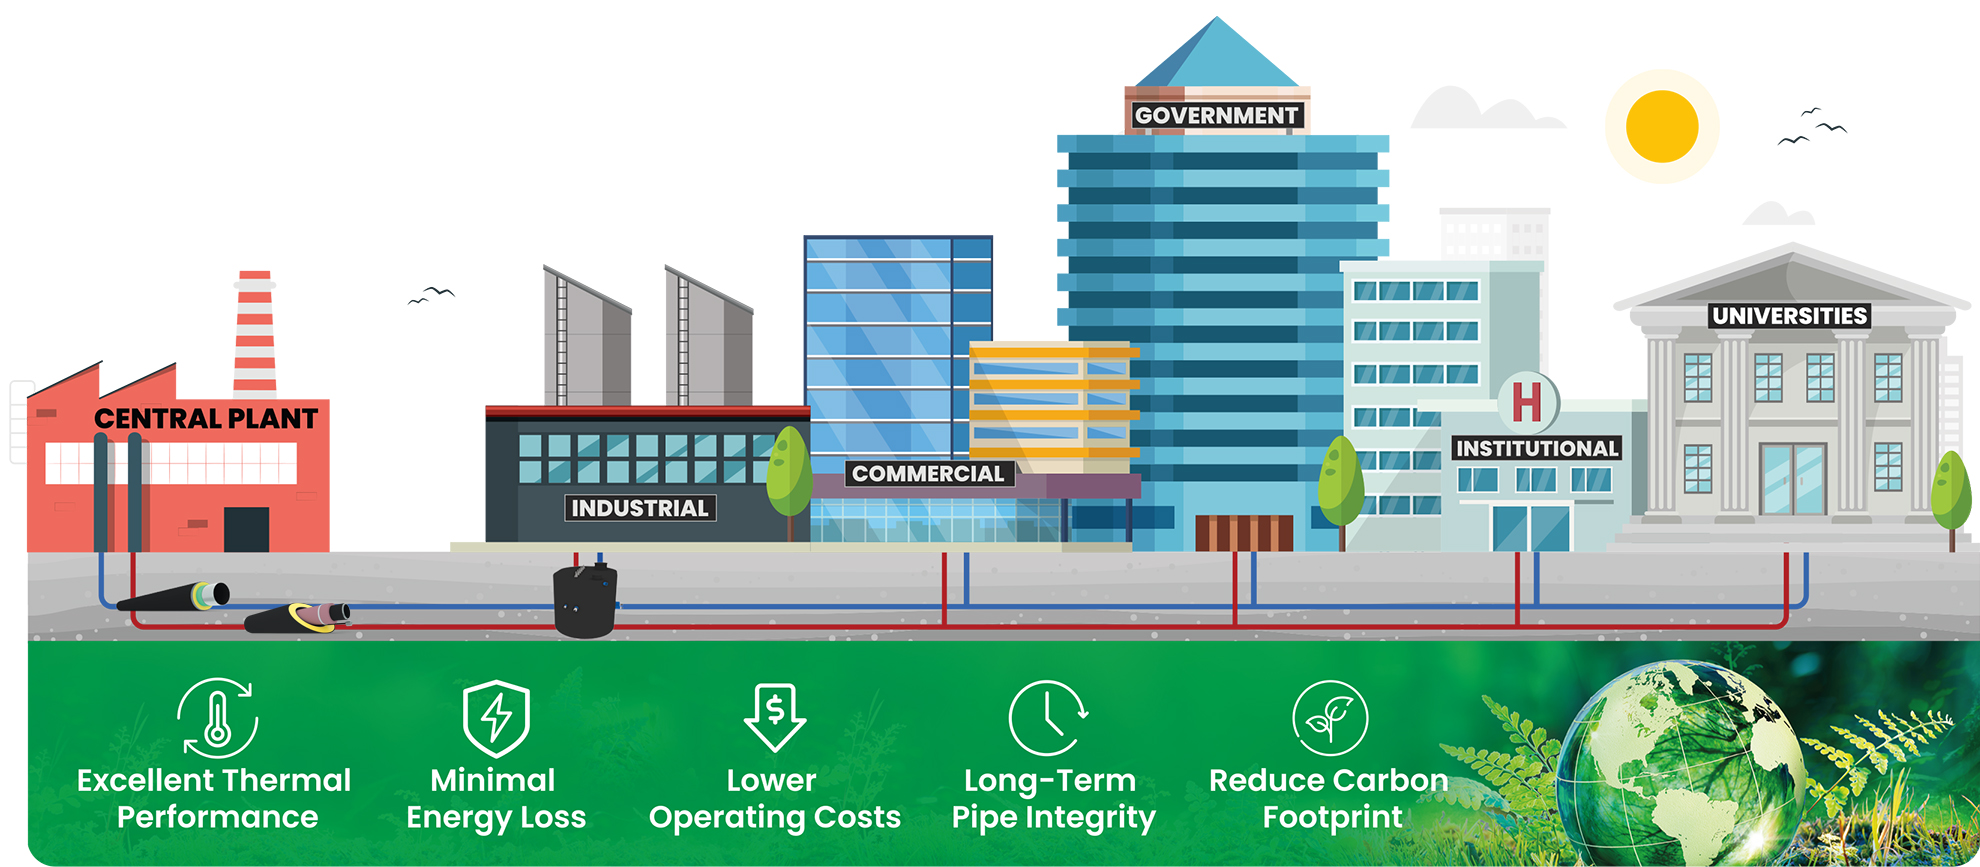 GOVERNMENT
UNIVERSITIES
CENTRAL PLANT
H
INSTITUTIONAL
COMMERCIAL
INDUSTRIAL
$
Excellent Thermal
Performance
Minimal
Energy Loss
Lower
Operating Costs
Long-Term
Pipe Integrity
Reduce Carbon
Footprint